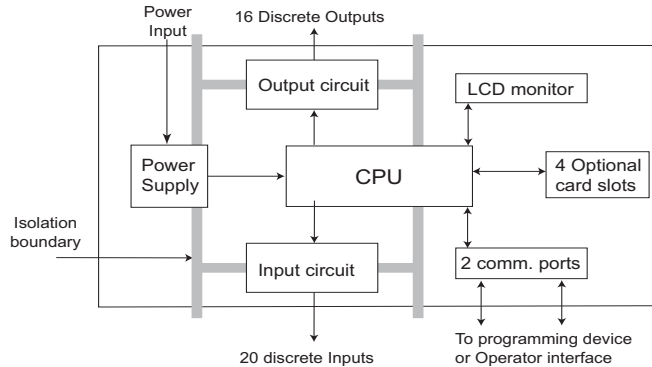 Power
Input
16 Discrete Outputs
Output circuit
LCD monitor
Power
Supply
CPU
4 Optional
card slots
Isolation
boundary
Input circuit
2 comm. ports
20 discrete Inputs
To programming device
or Operator interface